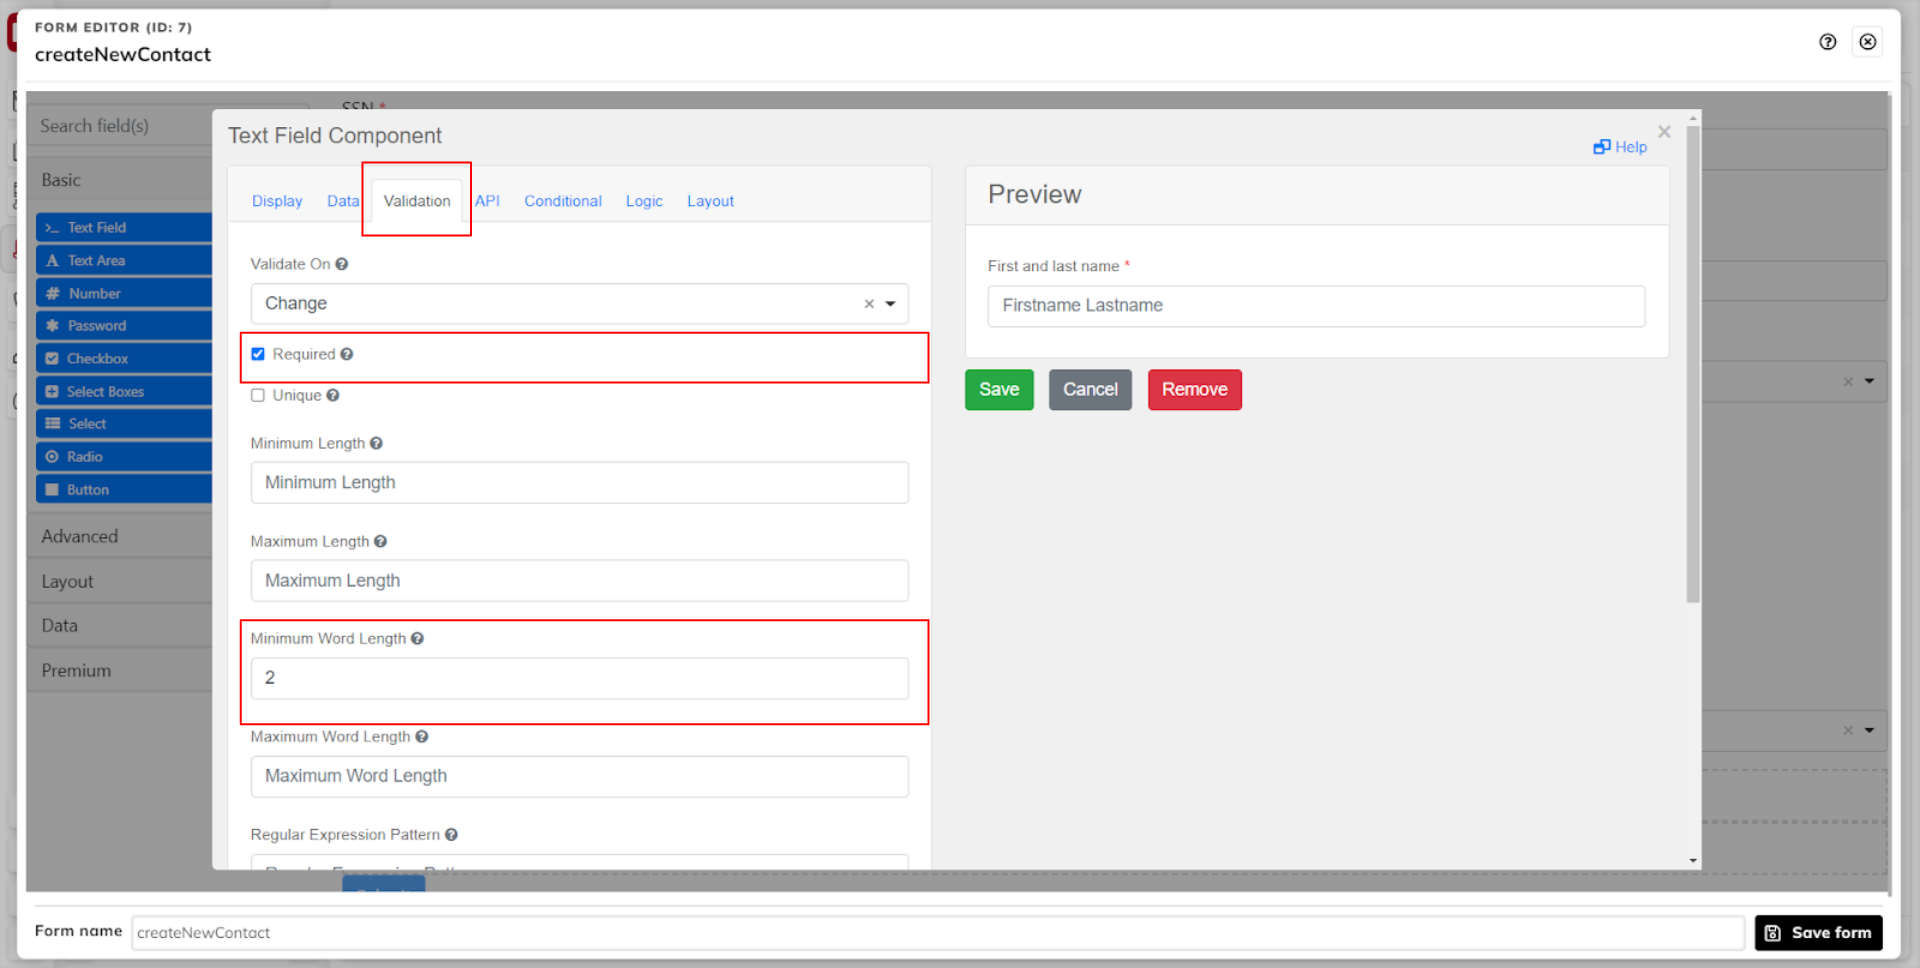 FORM EDITOR (ID: 7)
createNewContact
SSN *
Search field(s)
Basic
Text Field
Text Area
Number
Password
Checkbox
Select Boxes
Select
Radio
Button
Advanced
Layout
Data
Premium
Text Field Component
Help
Display Data Validation API Conditional Logic Layout
Validate On
Change
Required
Unique
Minimum Length
Minimum Length
Maximum Length
Maximum Length
Minimum Word Length
2
Maximum Word Length
Maximum Word Length
Regular Expression Pattern
Preview
First and last name *
Firstname Lastname
Save Cancel Remove
Form name createNewContact Save form